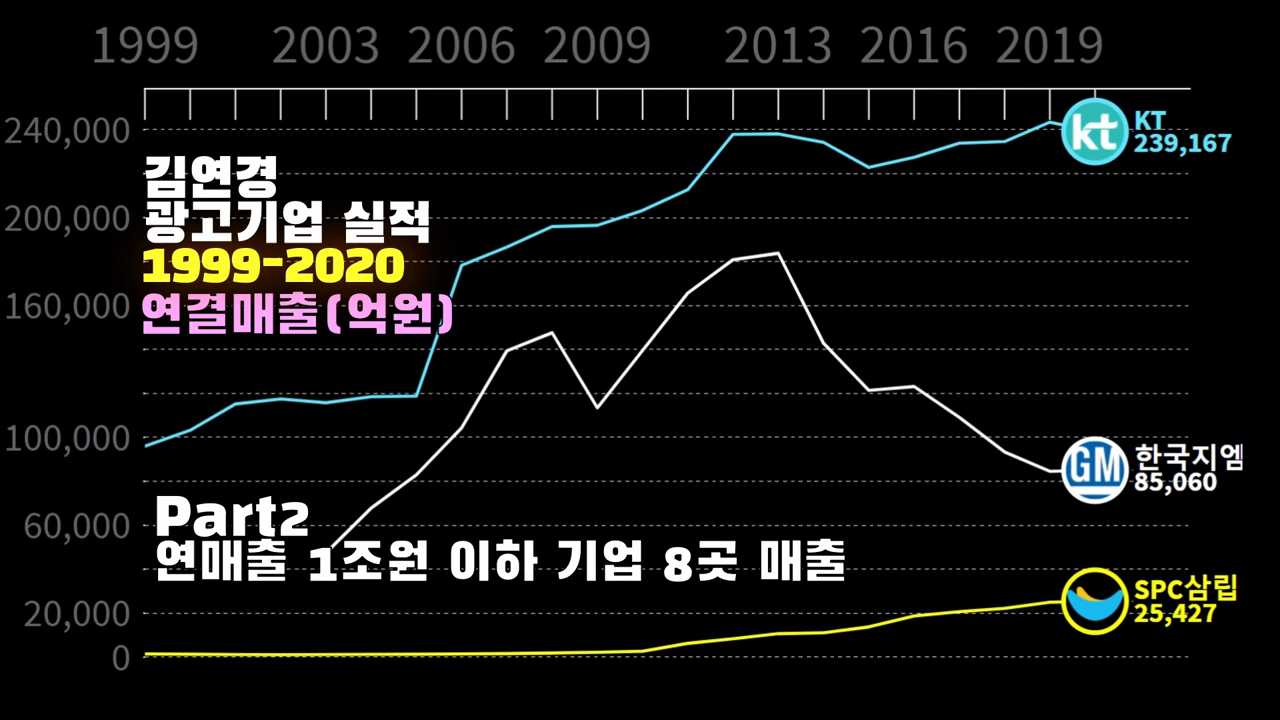 1999 2003 2006 2009 2013 2016 2019
240,000
200,000
160,000
100,000
60,000
20,000
0
김연경
광고기업 실적
1999-2020
연결매출(억원)
Part2
연매출 1조원 이하 기업 8곳 매출
kt
KT
239,167
GM
한국지엠
85,060
SPC삼립
25,427